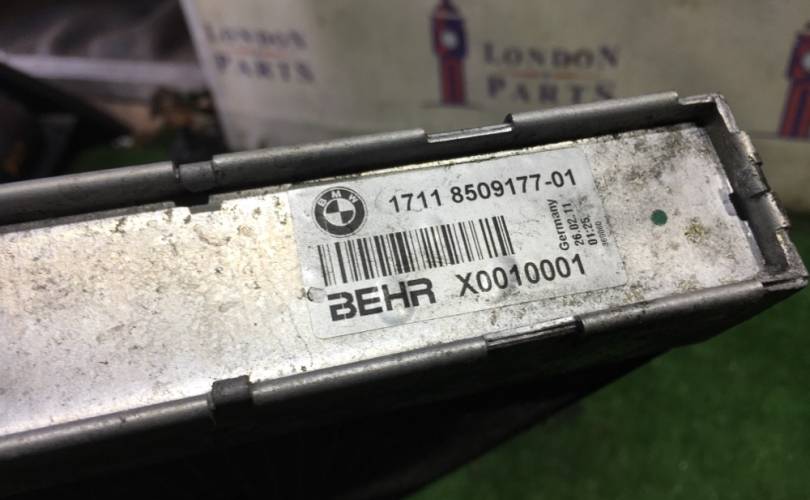 LONDON
PARTS
LONDON
PARTS
BMW
1711 8509177-01
Germany
26.02.11
01:25
BEHR X0010001